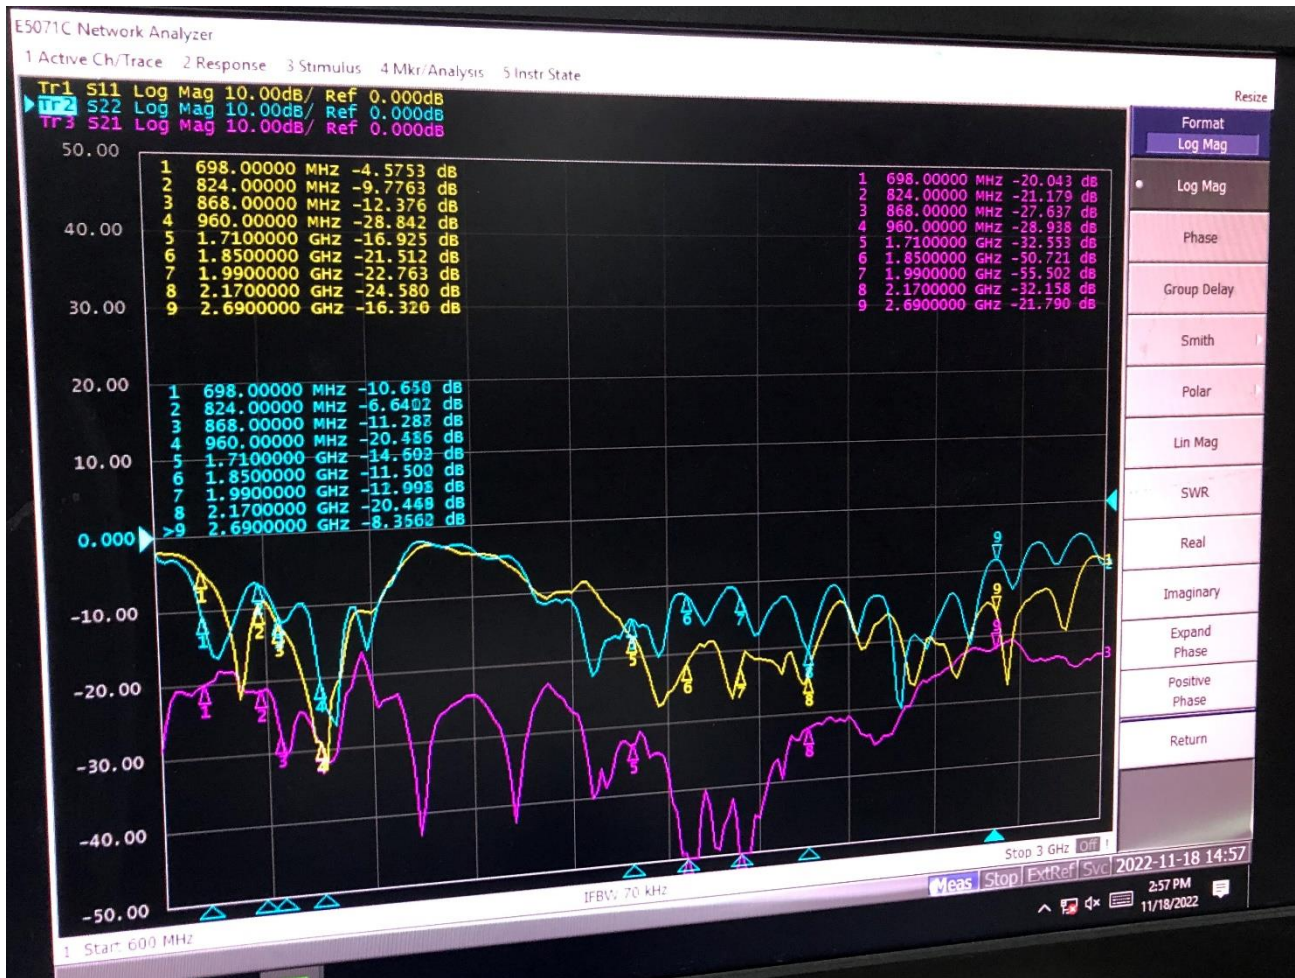 E5071C Network Analyzer
1 Active Ch/Trace 2 Response 3 Stimulus 4 Mkr/Analysis 5 Instr State
Resize
Tr1 S11 Log Mag 10.00dB/ Ref 0.000dB
Tr2 S22 Log Mag 10.00dB/ Ref 0.000dB
Tr3 S21 Log Mag 10.00dB/ Ref 0.000dB
50.00
40.00
30.00
20.00
10.00
0.000
-10.00
-20.00
-30.00
-40.00
-50.00
1 698.00000 MHz -4.5753 dB
2 824.00000 MHz -9.7763 dB
3 868.00000 MHz -12.376 dB
4 960.00000 MHz -28.842 dB
5 1.7100000 GHz -16.925 dB
6 1.8500000 GHz -21.512 dB
7 1.9900000 GHz -22.763 dB
8 2.1700000 GHz -24.580 dB
9 2.6900000 GHz -16.320 dB
1 698.00000 MHz -20.043 dB
2 824.00000 MHz -21.179 dB
3 868.00000 MHz -27.637 dB
4 960.00000 MHz -28.938 dB
5 1.7100000 GHz -32.553 dB
6 1.8500000 GHz -50.721 dB
7 1.9900000 GHz -55.502 dB
8 2.1700000 GHz -32.158 dB
9 2.6900000 GHz -21.790 dB
1 698.00000 MHz -10.650 dB
2 824.00000 MHz -6.6402 dB
3 868.00000 MHz dB
4 960.00000 MHz dB
5 1.7100000 GHz dB
6 1.8500000 GHz -11.500 dB
7 1.9900000 GHz dB
8 2.1700000 GHz dB
>9 2.6900000 GHz dB
Format
Log Mag
Log Mag
Phase
Group Delay
Smith
Polar
Lin Mag
SWR
Real
Imaginary
Expand
Phase
Positive
Phase
Return
1 Start 600 MHz
IFBW 70 kHz
Stop 3 GHz Off !
Meas Stop ExtRef Svc 2022-11-18 14:57
2:57 PM
11/18/2022